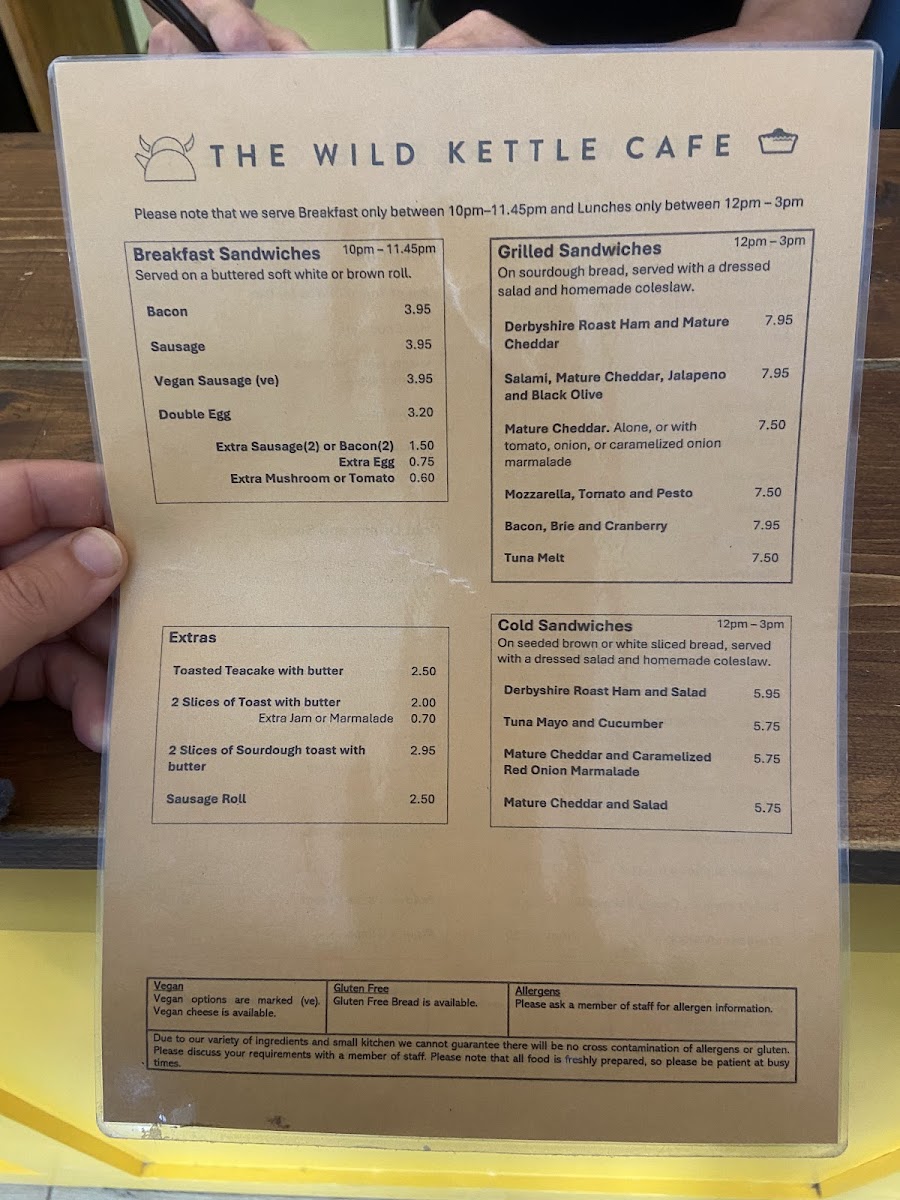 THE WILD KETTLE CAFE
Please note that we serve Breakfast only between 10pm–11.45pm and Lunches only between 12pm – 3pm
Breakfast Sandwiches 10pm – 11.45pm
Served on a buttered soft white or brown roll.
Bacon 3.95
Sausage 3.95
Vegan Sausage (ve) 3.95
Double Egg 3.20
Extra Sausage(2) or Bacon(2) 1.50
Extra Egg 0.75
Extra Mushroom or Tomato 0.60
Extras
Toasted Teacake with butter 2.50
2 Slices of Toast with butter 2.00
Extra Jam or Marmalade 0.70
2 Slices of Sourdough toast with 2.95
butter
Sausage Roll 2.50
Grilled Sandwiches 12pm – 3pm
On sourdough bread, served with a dressed
salad and homemade coleslaw.
Derbyshire Roast Ham and Mature 7.95
Cheddar
Salami, Mature Cheddar, Jalapeno 7.95
and Black Olive
Mature Cheddar. Alone, or with 7.50
tomato, onion, or caramelized onion
marmalade
Mozzarella, Tomato and Pesto 7.50
Bacon, Brie and Cranberry 7.95
Tuna Melt 7.50
Cold Sandwiches 12pm – 3pm
On seeded brown or white sliced bread, served
with a dressed salad and homemade coleslaw.
Derbyshire Roast Ham and Salad 5.95
Tuna Mayo and Cucumber 5.75
Mature Cheddar and Caramelized 5.75
Red Onion Marmalade
Mature Cheddar and Salad 5.75
Vegan
Vegan options are marked (ve).
Vegan cheese is available.
Gluten Free
Gluten Free Bread is available.
Allergens
Please ask a member of staff for allergen information.
Due to our variety of ingredients and small kitchen we cannot guarantee there will be no cross contamination of allergens or gluten.
Please discuss your requirements with a member of staff. Please note that all food is freshly prepared, so please be patient at busy
times.